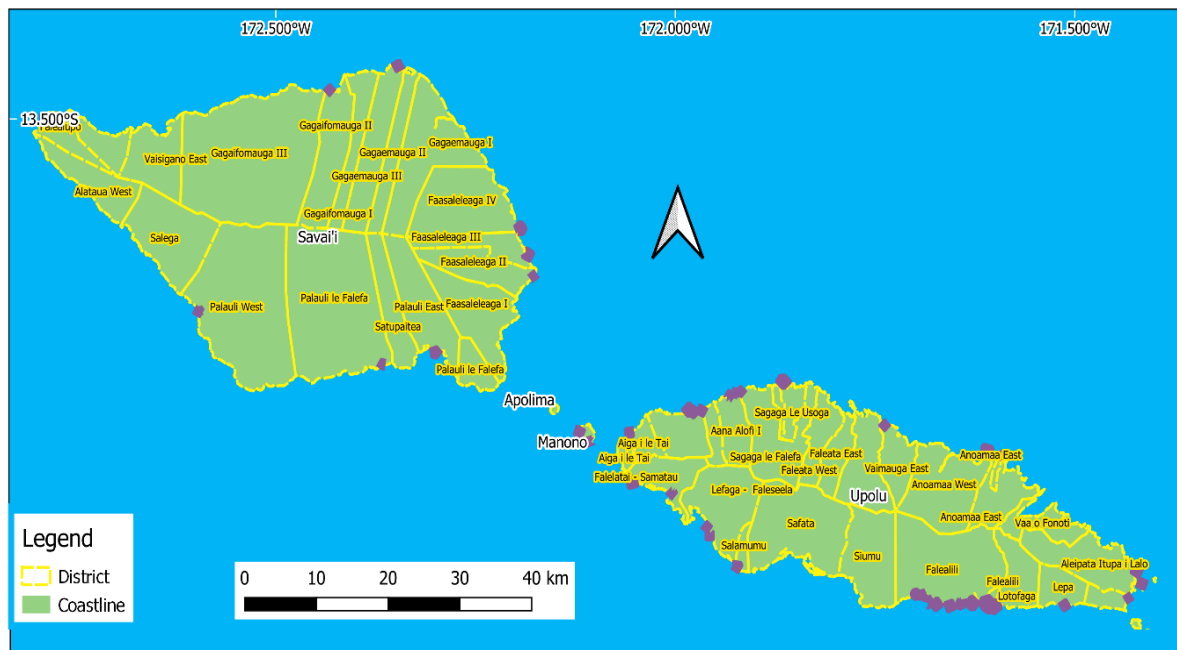 172.500°W
172.000°W
171.500°W
13.500°S
Falealupo
Vaisigano East
Gagaifomauga III
Gagaifomauga II
Gagaemauga I
Gagaemauga II
Gagaemauga III
Alataua West
Gagaifomauga I
Faasaleleaga IV
Salega
Savai'i
Faasaleleaga III
Faasaleleaga II
Palauli West
Palauli le Falefa
Palauli East
Faasaleleaga I
Satupaitea
Palauli le Falefa
Apolima
Manono
Sagaga Le Usoga
Aana Alofi I
Aiga i le Tai
Aiga i le Tai
Sagaga le Falefa
Faleata East
Faleata West
Vaimauga East
Anoamaa East
Anoamaa West
Falelatai - Samatau
Lefaga - Faleseela
Upolu
Safata
Anoamaa East
Vaa o Fonoti
Salamumu
Siumu
Falealili
Falealili
Lotofaga
Lepa
Aleipata Itupa i Lalo
Legend
District
Coastline
0 10 20 30 40 km